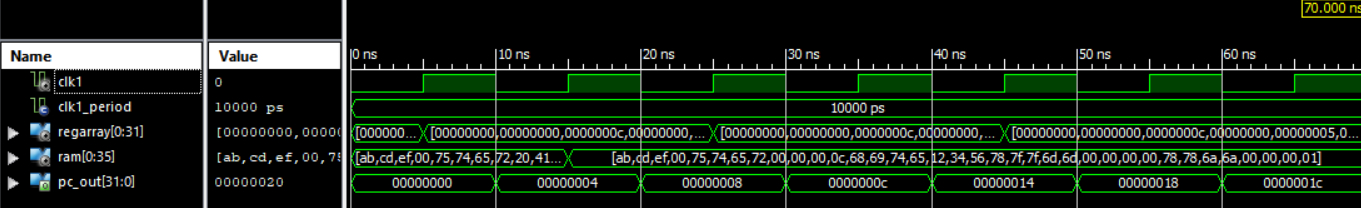 70.000 ns
Name Value 0 ns 10 ns 20 ns 30 ns 40 ns 50 ns 60 ns
clk1 0
clk1_period 10000 ps 10000 ps
regarray[0:31] [00000000,00000 [000000... [00000000,00000000,0000000c,00000000,... [00000000,00000000,0000000c,00000000,... [00000000,00000000,0000000c,00000000,00000005,0
ram[0:35] [ab,cd,ef,00,75 [ab,cd,ef,00,75,74,65,72,20,41... [ab,cd,ef,00,75,74,65,72,00,00,00,0c,68,69,74,65,12,34,56,78,7f,7f,6d,6d,00,00,00,00,78,78,6a,6a,00,00,00,01]
pc_out[31:0] 00000020 00000000 00000004 00000008 0000000c 00000014 00000018 0000001c